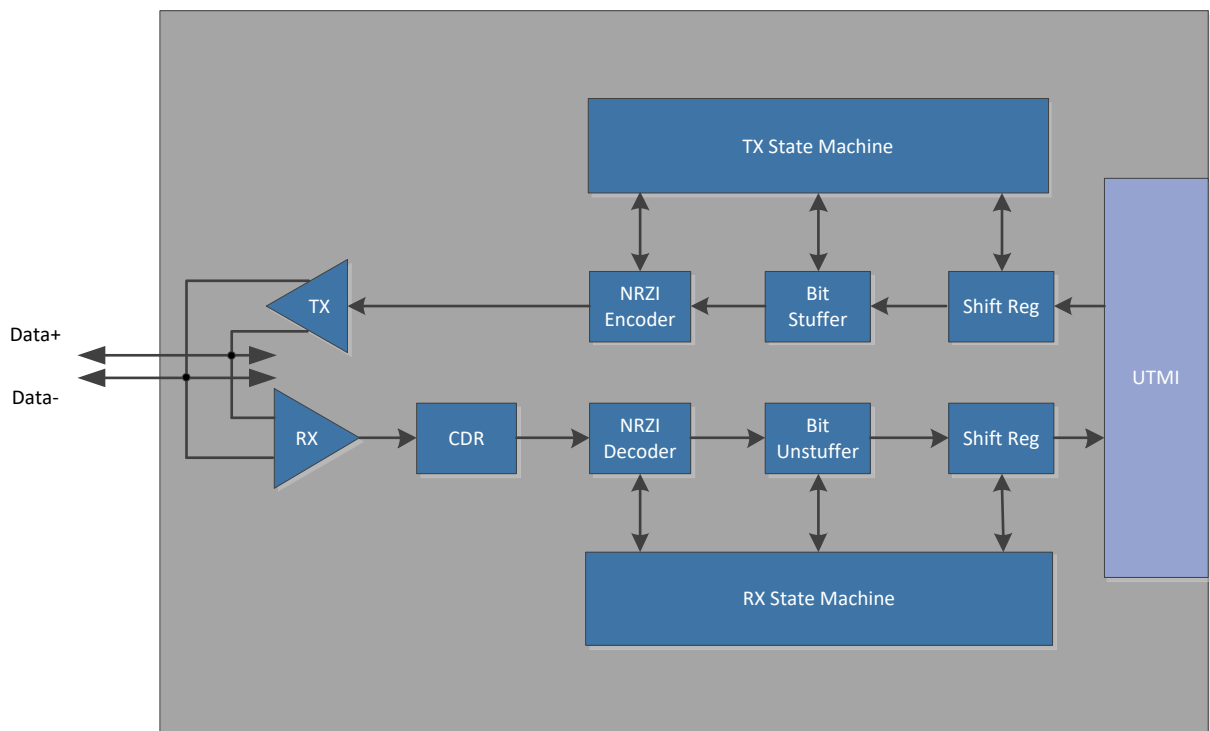 TX State Machine
TX
NRZI
Encoder
Bit
Stuffer
Shift Reg
Data+
Data-
UTMI
RX
CDR
NRZI
Decoder
Bit
Unstuffer
Shift Reg
RX State Machine